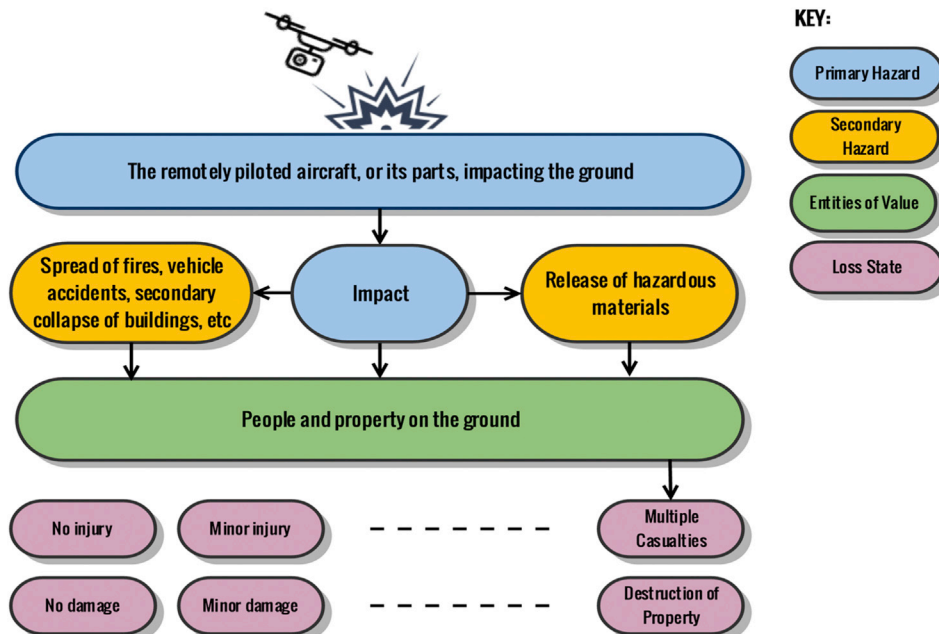 KEY:
Primary Hazard
Secondary
Hazard
Entities of Value
Loss State
The remotely piloted aircraft, or its parts, impacting the ground
Spread of fires, vehicle
accidents, secondary
collapse of buildings, etc
Impact
Release of hazardous
materials
People and property on the ground
No injury
Minor injury
Multiple
Casualties
No damage
Minor damage
Destruction of
Property